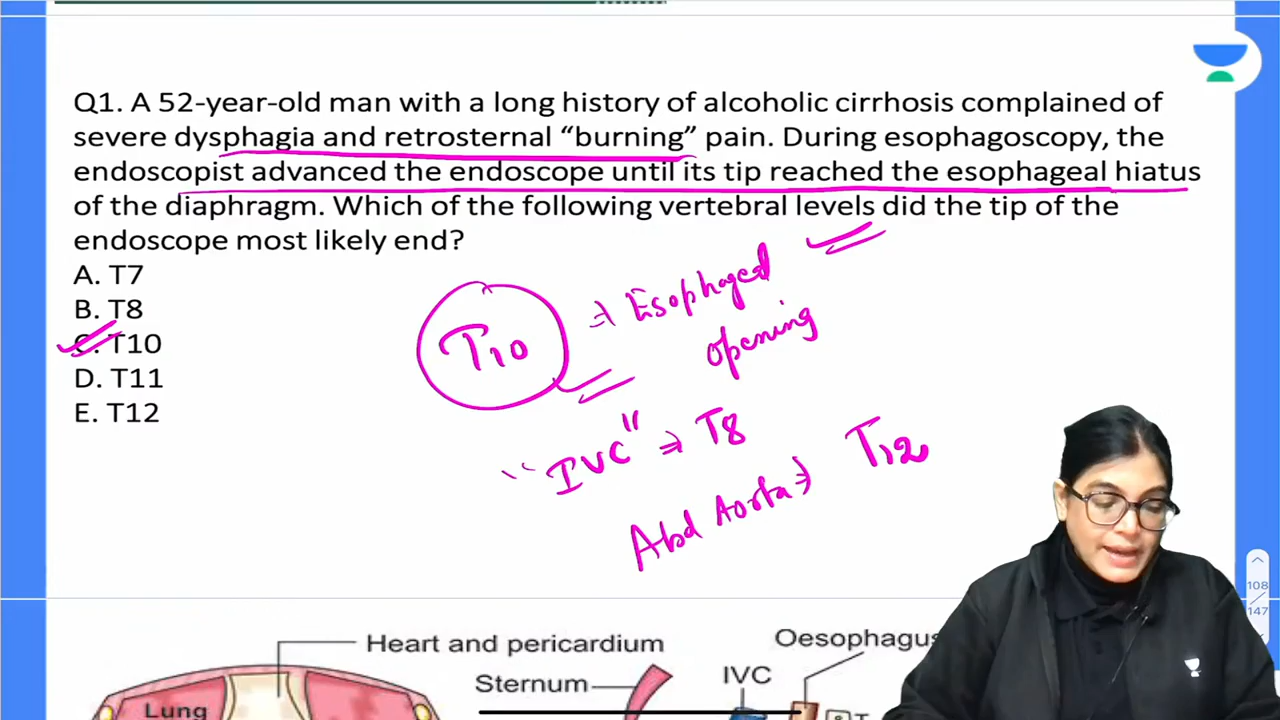 Q1. A 52-year-old man with a long history of alcoholic cirrhosis complained of
severe dysphagia and retrosternal “burning” pain. During esophagoscopy, the
endoscopist advanced the endoscope until its tip reached the esophageal hiatus
of the diaphragm. Which of the following vertebral levels did the tip of the
endoscope most likely end?
A. T7
B. T8
C. T10
D. T11
E. T12
T10 ⇒ Esophageal
opening
"IVC" ⇒ T8
Abd Aorta ⇒ T12
108
147
Heart and pericardium
Oesophagus
Sternum
IVC
Lung